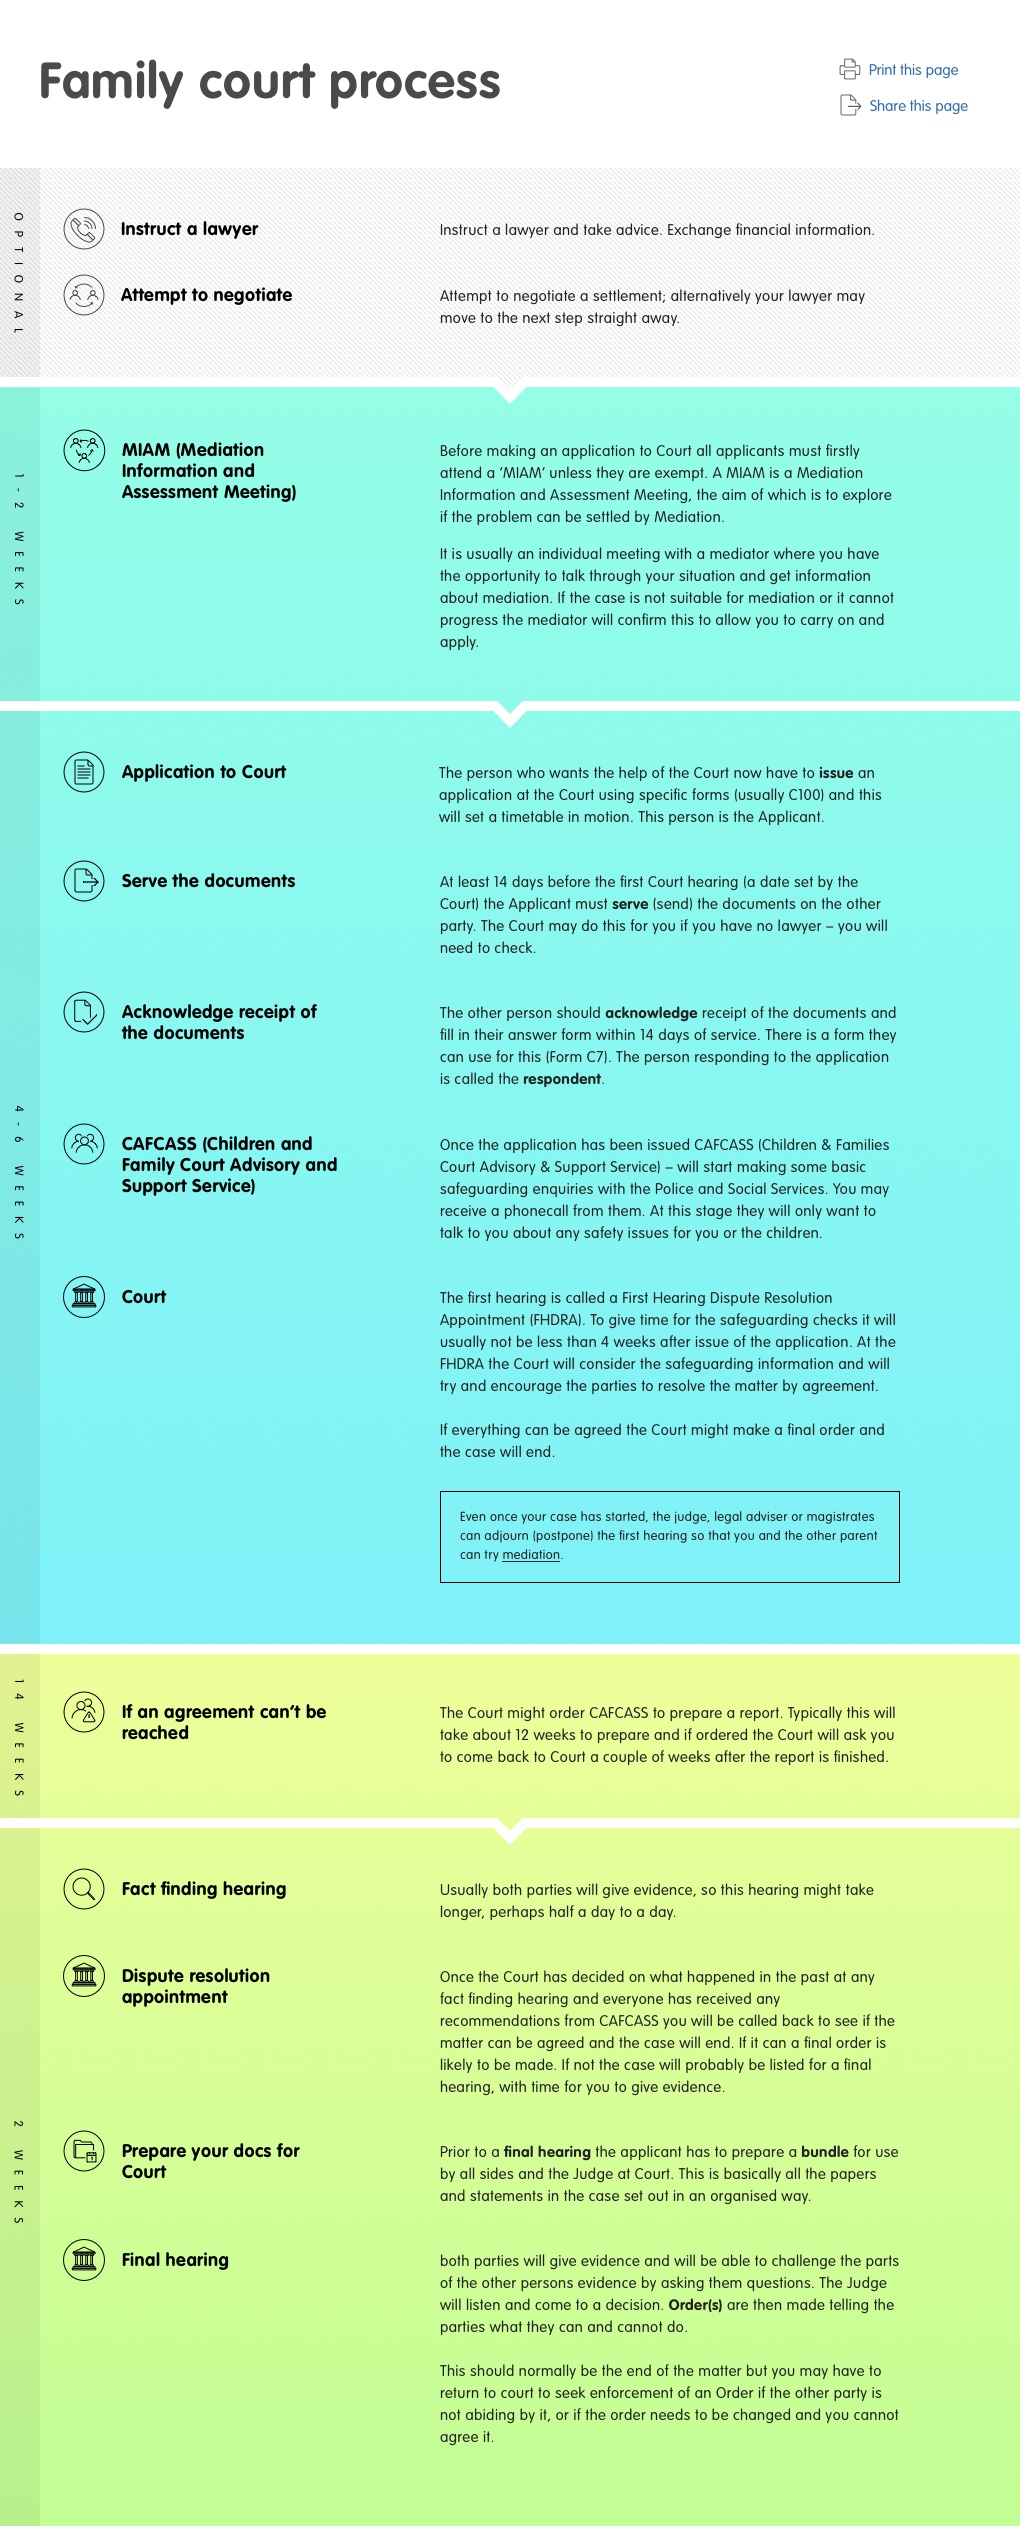 Family court process
Print this page
Share this page
OPTIONAL
Instruct a lawyer
Instruct a lawyer and take advice. Exchange financial information.
Attempt to negotiate
Attempt to negotiate a settlement; alternatively your lawyer may
move to the next step straight away.
1-2 WEEKS
MIAM (Mediation
Information and
Assessment Meeting)
Before making an application to Court all applicants must firstly
attend a ‘MIAM’ unless they are exempt. A MIAM is a Mediation
Information and Assessment Meeting, the aim of which is to explore
if the problem can be settled by Mediation.
It is usually an individual meeting with a mediator where you have
the opportunity to talk through your situation and get information
about mediation. If the case is not suitable for mediation or it cannot
progress the mediator will confirm this to allow you to carry on and
apply.
4-6 WEEKS
Application to Court
The person who wants the help of the Court now have to issue an
application at the Court using specific forms (usually C100) and this
will set a timetable in motion. This person is the Applicant.
Serve the documents
At least 14 days before the first Court hearing (a date set by the
Court) the Applicant must serve (send) the documents on the other
party. The Court may do this for you if you have no lawyer – you will
need to check.
Acknowledge receipt of
the documents
The other person should acknowledge receipt of the documents and
fill in their answer form within 14 days of service. There is a form they
can use for this (Form C7). The person responding to the application
is called the respondent.
CAFCASS (Children and
Family Court Advisory and
Support Service)
Once the application has been issued CAFCASS (Children & Families
Court Advisory & Support Service) – will start making some basic
safeguarding enquiries with the Police and Social Services. You may
receive a phonecall from them. At this stage they will only want to
talk to you about any safety issues for you or the children.
Court
The first hearing is called a First Hearing Dispute Resolution
Appointment (FHDRA). To give time for the safeguarding checks it will
usually not be less than 4 weeks after issue of the application. At the
FHDRA the Court will consider the safeguarding information and will
try and encourage the parties to resolve the matter by agreement.
If everything can be agreed the Court might make a final order and
the case will end.
Even once your case has started, the judge, legal adviser or magistrates
can adjourn (postpone) the first hearing so that you and the other parent
can try mediation.
14 WEEKS
If an agreement can’t be
reached
The Court might order CAFCASS to prepare a report. Typically this will
take about 12 weeks to prepare and if ordered the Court will ask you
to come back to Court a couple of weeks after the report is finished.
2 WEEKS
Fact finding hearing
Usually both parties will give evidence, so this hearing might take
longer, perhaps half a day to a day.
Dispute resolution
appointment
Once the Court has decided on what happened in the past at any
fact finding hearing and everyone has received any
recommendations from CAFCASS you will be called back to see if the
matter can be agreed and the case will end. If it can a final order is
likely to be made. If not the case will probably be listed for a final
hearing, with time for you to give evidence.
Prepare your docs for
Court
Prior to a final hearing the applicant has to prepare a bundle for use
by all sides and the Judge at Court. This is basically all the papers
and statements in the case set out in an organised way.
Final hearing
both parties will give evidence and will be able to challenge the parts
of the other persons evidence by asking them questions. The Judge
will listen and come to a decision. Order(s) are then made telling the
parties what they can and cannot do.
This should normally be the end of the matter but you may have to
return to court to seek enforcement of an Order if the other party is
not abiding by it, or if the order needs to be changed and you cannot
agree it.